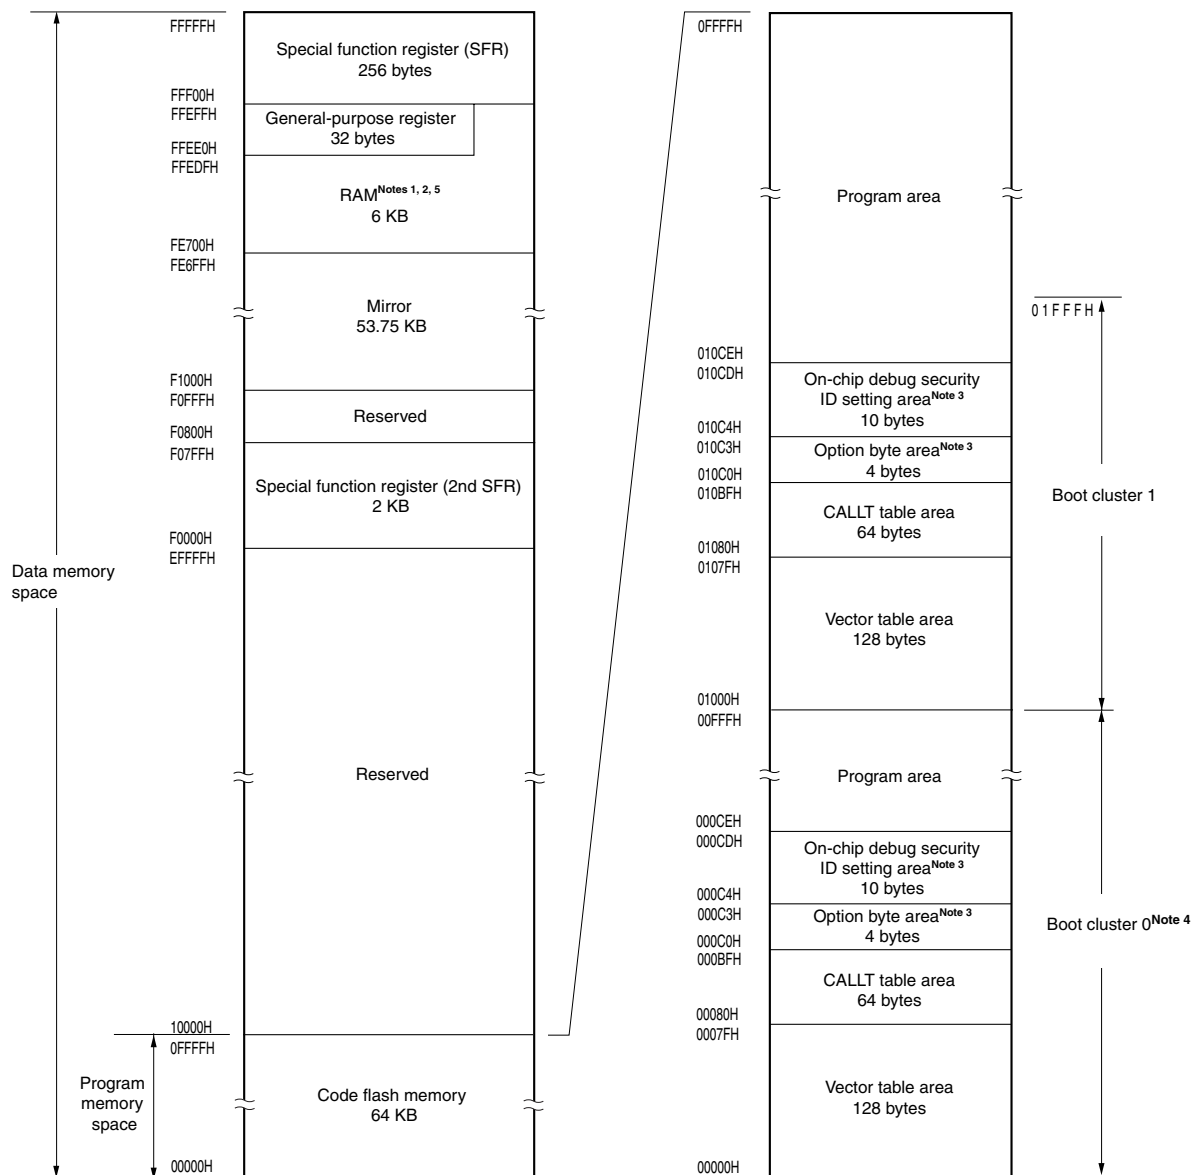 FFFFFH
Special function register (SFR)
256 bytes
FFF00H
FFEFFH
General-purpose register
32 bytes
FFEE0H
FFEDFH
RAMNotes 1, 2, 5
6 KB
FE700H
FE6FFH
Mirror
53.75 KB
F1000H
F0FFFH
Reserved
F0800H
F07FFH
Special function register (2nd SFR)
2 KB
F0000H
EFFFFH
Data memory
space
Reserved
10000H
0FFFFH
Program
memory
space
Code flash memory
64 KB
00000H
0FFFFH
Program area
01FFFH
010CEH
010CDH
On-chip debug security
ID setting areaNote 3
10 bytes
010C4H
010C3H
Option byte areaNote 3
4 bytes
010C0H
010BFH
CALLT table area
64 bytes
Boot cluster 1
01080H
0107FH
Vector table area
128 bytes
01000H
00FFFH
Program area
000CEH
000CDH
On-chip debug security
ID setting areaNote 3
10 bytes
000C4H
000C3H
Option byte areaNote 3
4 bytes
Boot cluster 0Note 4
000C0H
000BFH
CALLT table area
64 bytes
00080H
0007FH
Vector table area
128 bytes
00000H